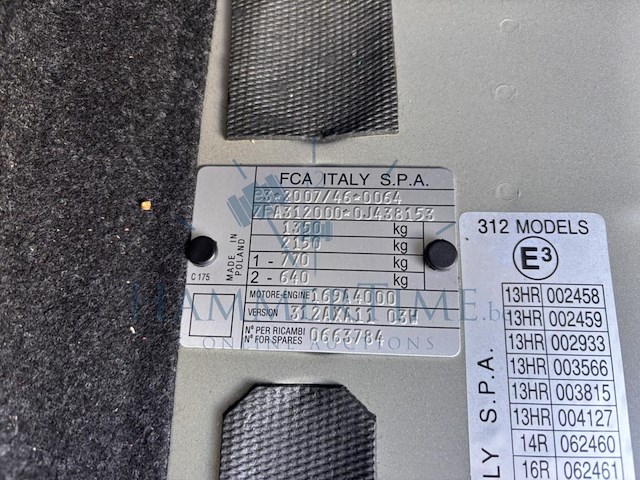 FCA ITALY S.P.A.
e3*2007/46*0064
ZFA312000*0J438153
1350 kg
2150 kg
1 - 770 kg
2 - 640 kg
MADE IN POLAND
C 175
MOTORE-ENGINE 169A4000
VERSION 312AXA11 03H
N° PER RICAMBI
N° FOR SPARES 0663784
HAMMERTIME.b
ONLINE AUCTIONS
312 MODELS
E3
13HR 002458
13HR 002459
13HR 002933
13HR 003566
13HR 003815
13HR 004127
14R 062460
16R 062461
LY S.P.A.